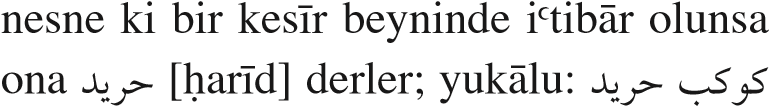 nesne ki bir kesīr beyninde iʿtibār olunsa
ona حريد [ḥarīd] derler; yukālu: كوكب حريد